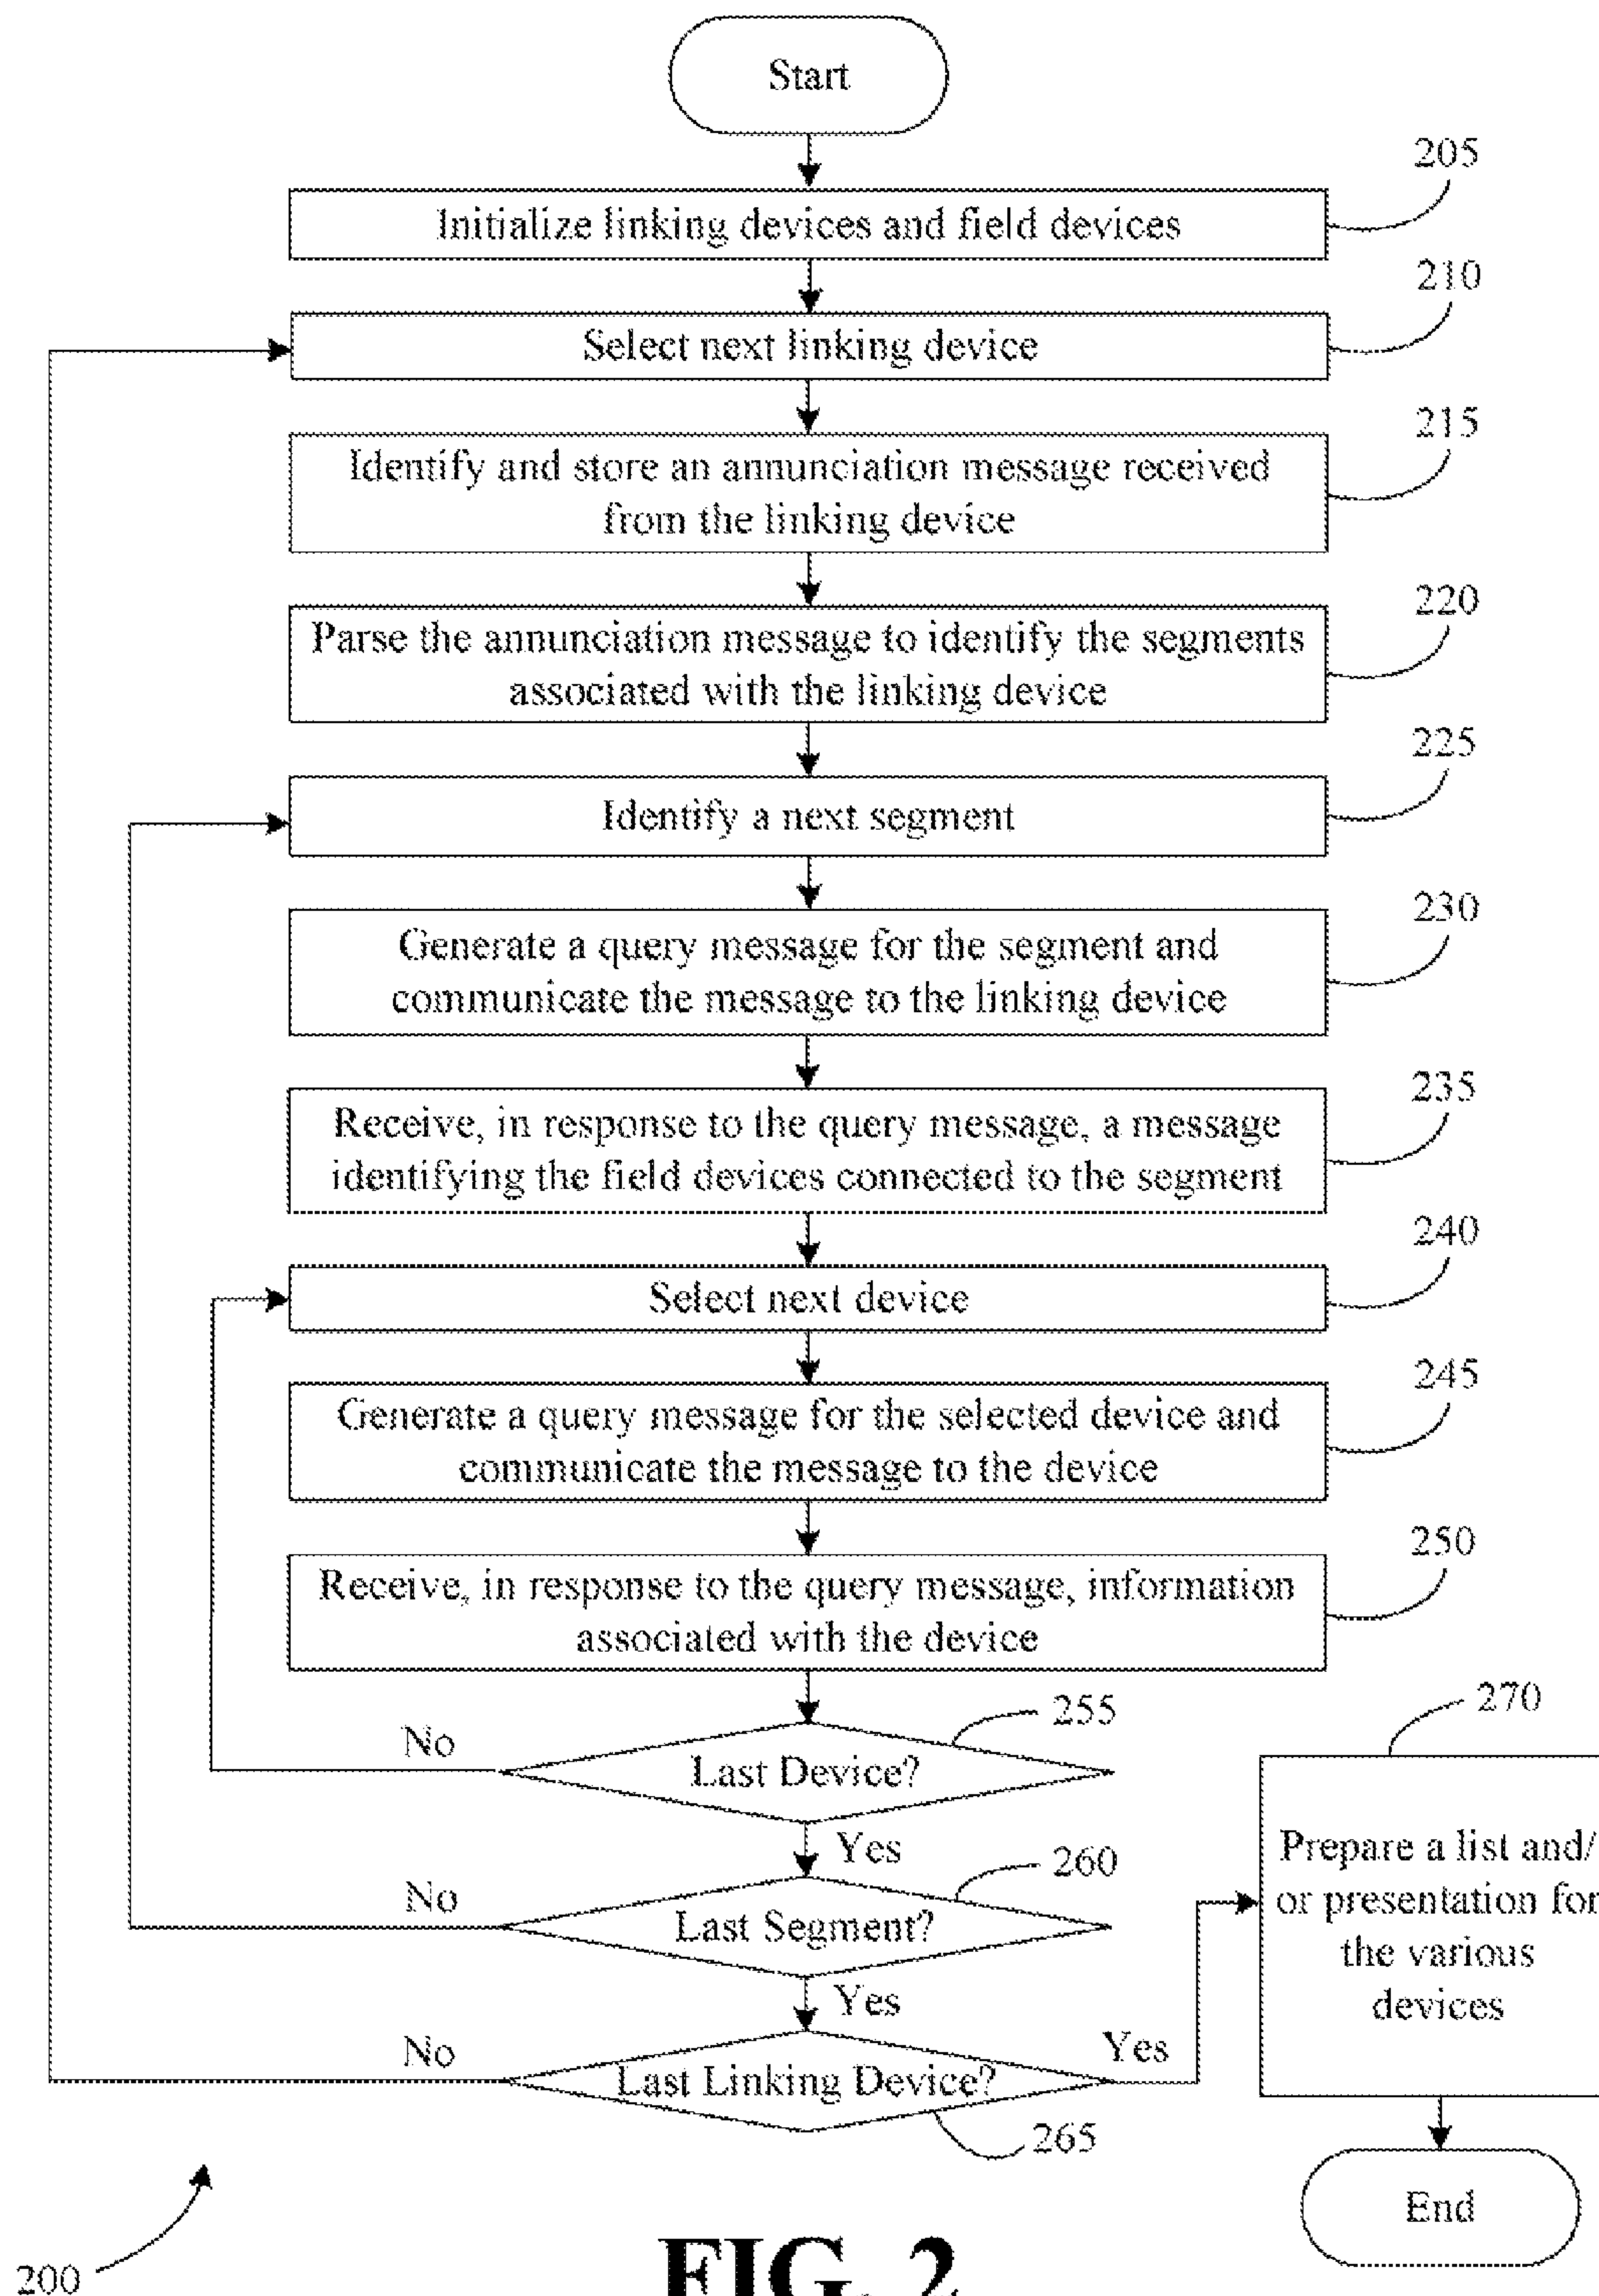 Start
205
Initialize linking devices and field devices
210
Select next linking device
215
Identify and store an annunciation message received
from the linking device
220
Parse the annunciation message to identify the segments
associated with the linking device
225
Identify a next segment
230
Generate a query message for the segment and
communicate the message to the linking device
235
Receive, in response to the query message, a message
identifying the field devices connected to the segment
240
Select next device
245
Generate a query message for the selected device and
communicate the message to the device
250
Receive, in response to the query message, information
associated with the device
255
No
Last Device?
Yes
260
No
Last Segment?
Yes
No
Last Linking Device?
Yes
265
270
Prepare a list and/
or presentation for
the various
devices
End
200
FIG. 2